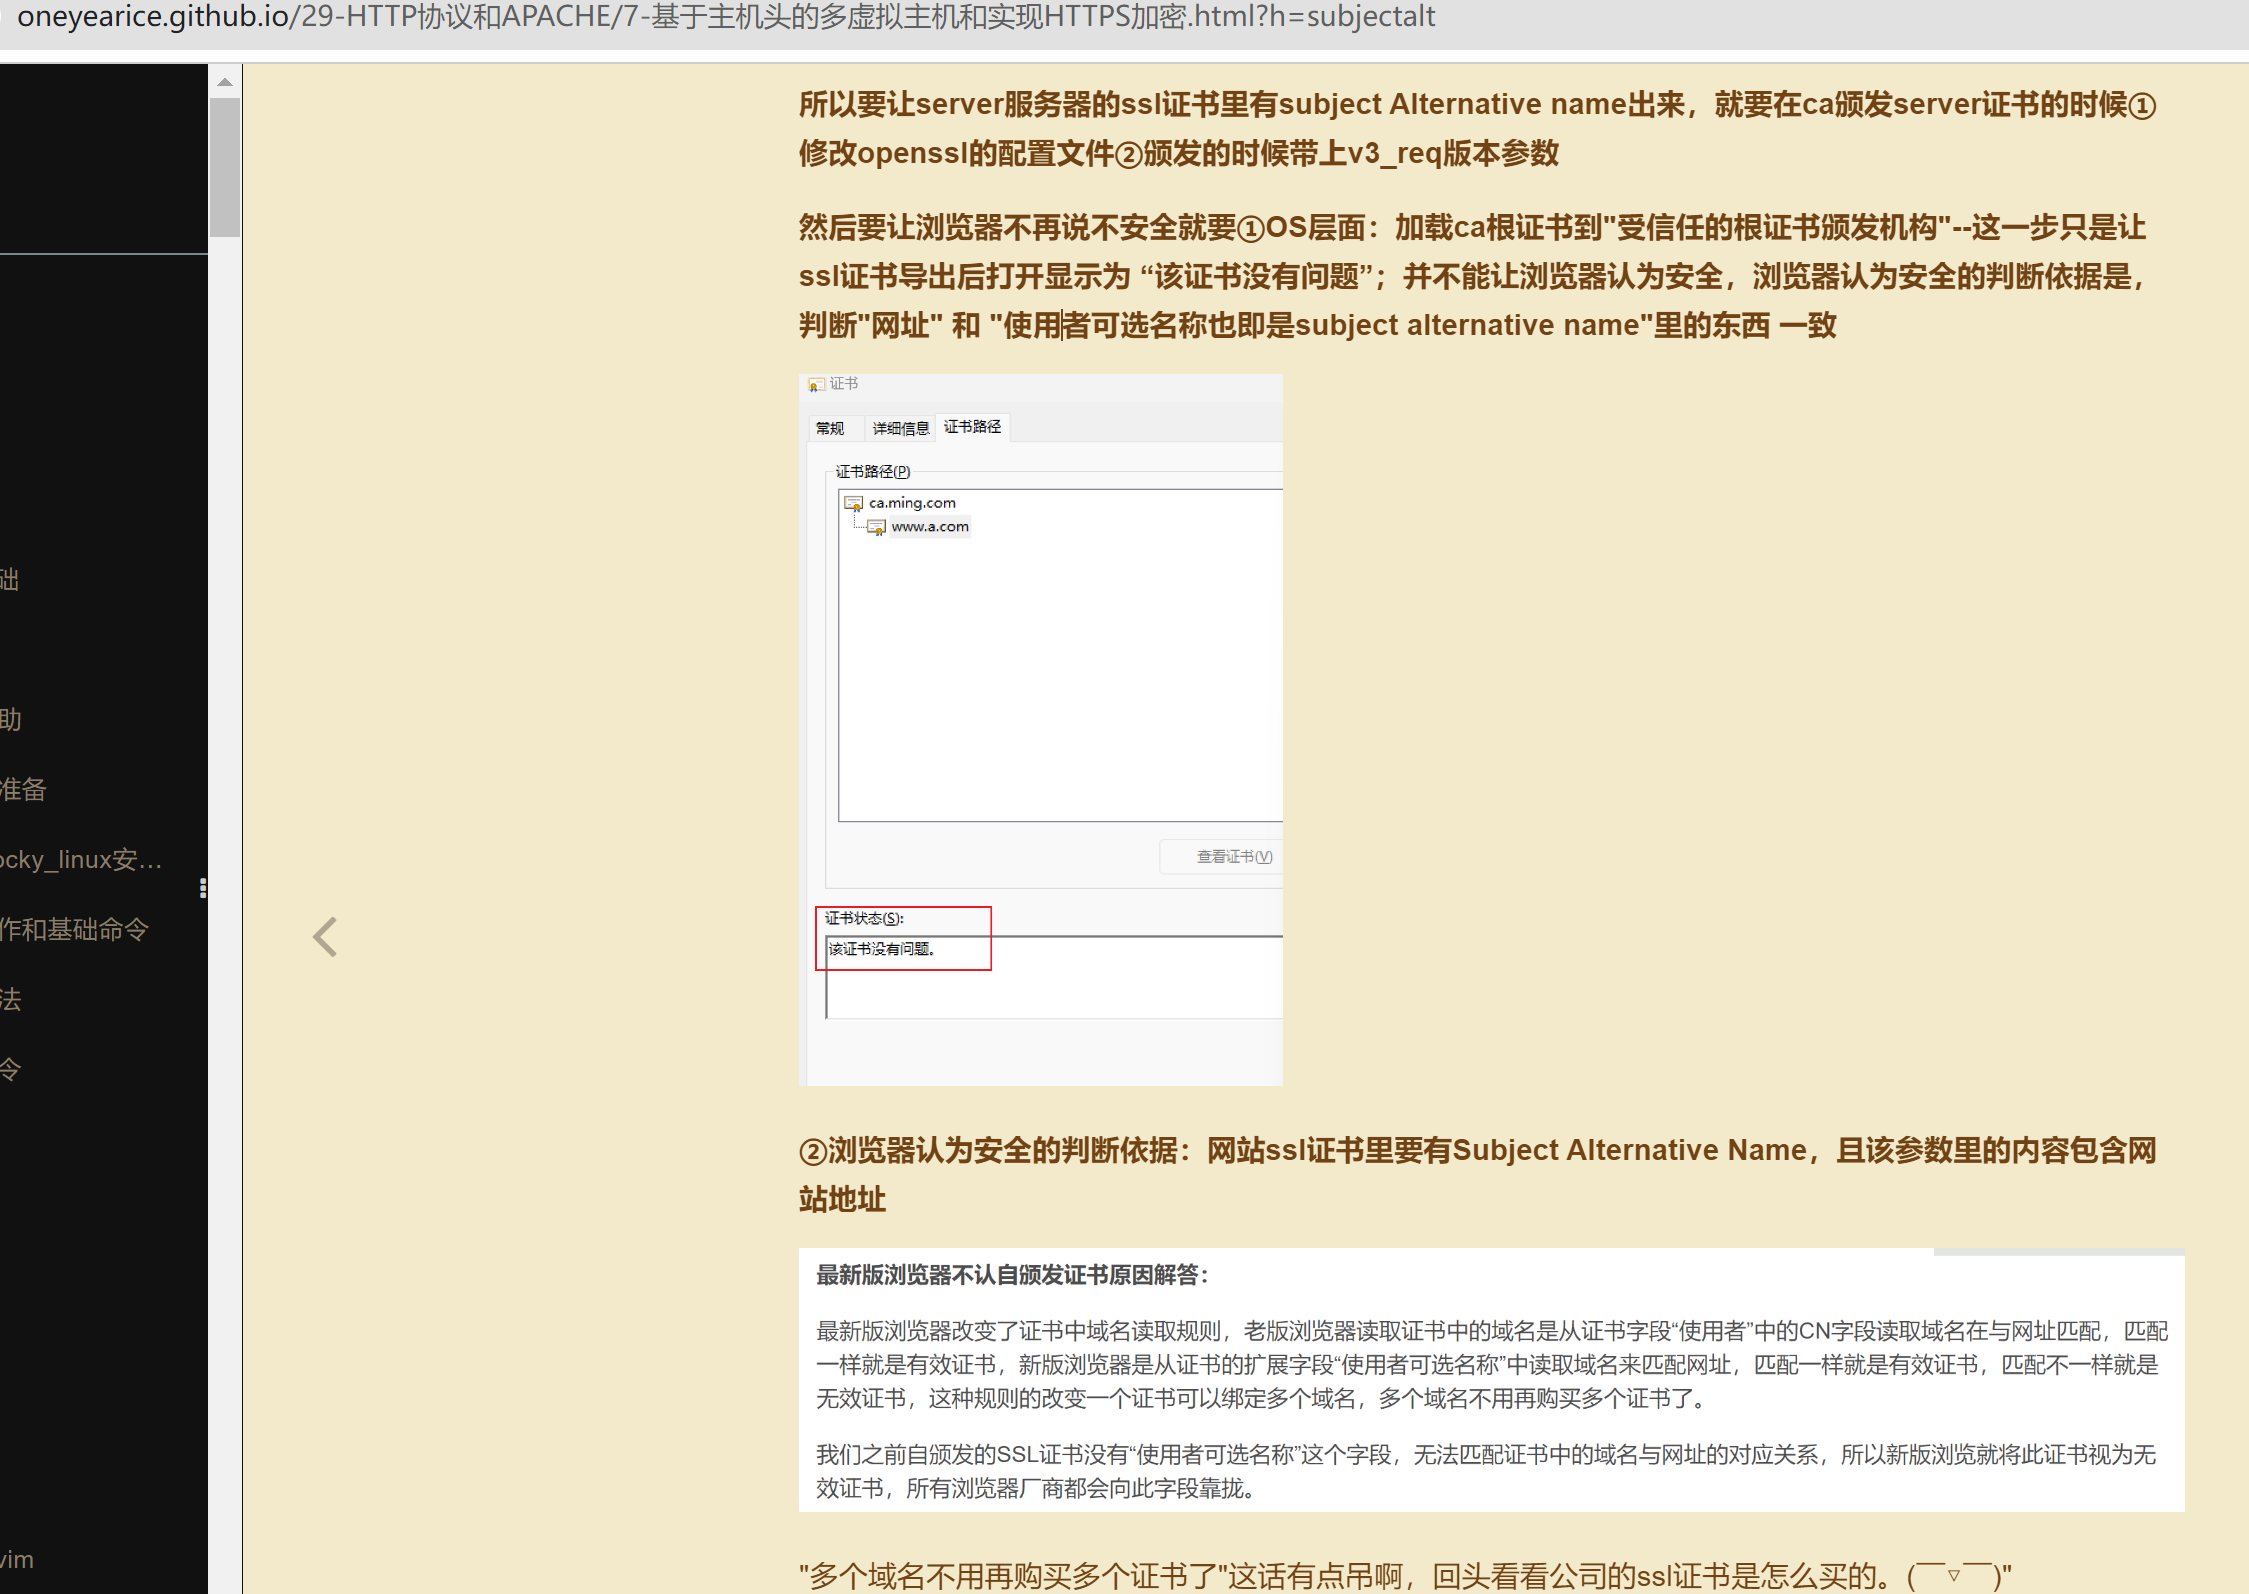 oneyearice.github.io/29-HTTP协议和APACHE/7-基于主机头的多虚拟主机和实现HTTPS加密.html?h=subjectalt
础
助
准备
ocky_linux安...
作和基础命令
法
令
vim
所以要让server服务器的ssl证书里有subject Alternative name出来，就要在ca颁发server证书的时候①
修改openssl的配置文件②颁发的时候带上v3_req版本参数
然后要让浏览器不再说不安全就要①OS层面：加载ca根证书到"受信任的根证书颁发机构"--这一步只是让
ssl证书导出后打开显示为 “该证书没有问题”；并不能让浏览器认为安全，浏览器认为安全的判断依据是，
判断"网址" 和 "使用者可选名称也即是subject alternative name"里的东西 一致
证书
常规 详细信息 证书路径
证书路径(P)
ca.ming.com
www.a.com
查看证书(V)
证书状态(S):
该证书没有问题。
②浏览器认为安全的判断依据：网站ssl证书里要有Subject Alternative Name，且该参数里的内容包含网
站地址
最新版浏览器不认自颁发证书原因解答：
最新版浏览器改变了证书中域名读取规则，老版浏览器读取证书中的域名是从证书字段“使用者”中的CN字段读取域名在与网址匹配，匹配
一样就是有效证书，新版浏览器是从证书的扩展字段“使用者可选名称”中读取域名来匹配网址，匹配一样就是有效证书，匹配不一样就是
无效证书，这种规则的改变一个证书可以绑定多个域名，多个域名不用再购买多个证书了。
我们之前自颁发的SSL证书没有“使用者可选名称”这个字段，无法匹配证书中的域名与网址的对应关系，所以新版浏览就将此证书视为无
效证书，所有浏览器厂商都会向此字段靠拢。
"多个域名不用再购买多个证书了"这话有点吊啊，回头看看公司的ssl证书是怎么买的。(￣▽￣)"